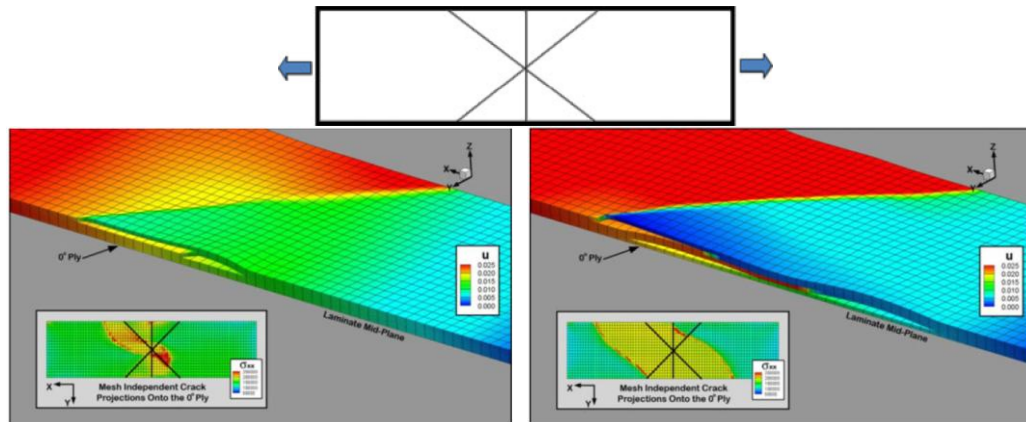 Z
X
Y
0° Ply
u
0.025
0.020
0.015
0.010
0.005
0.000
Laminate Mid-Plane
X
Y
Mesh Independent Crack
Projections Onto the 0° Ply
σxx
Z
X
Y
0° Ply
u
0.025
0.020
0.015
0.010
0.005
0.000
Laminate Mid-Plane
X
Y
Mesh Independent Crack
Projections Onto the 0° Ply
σxx